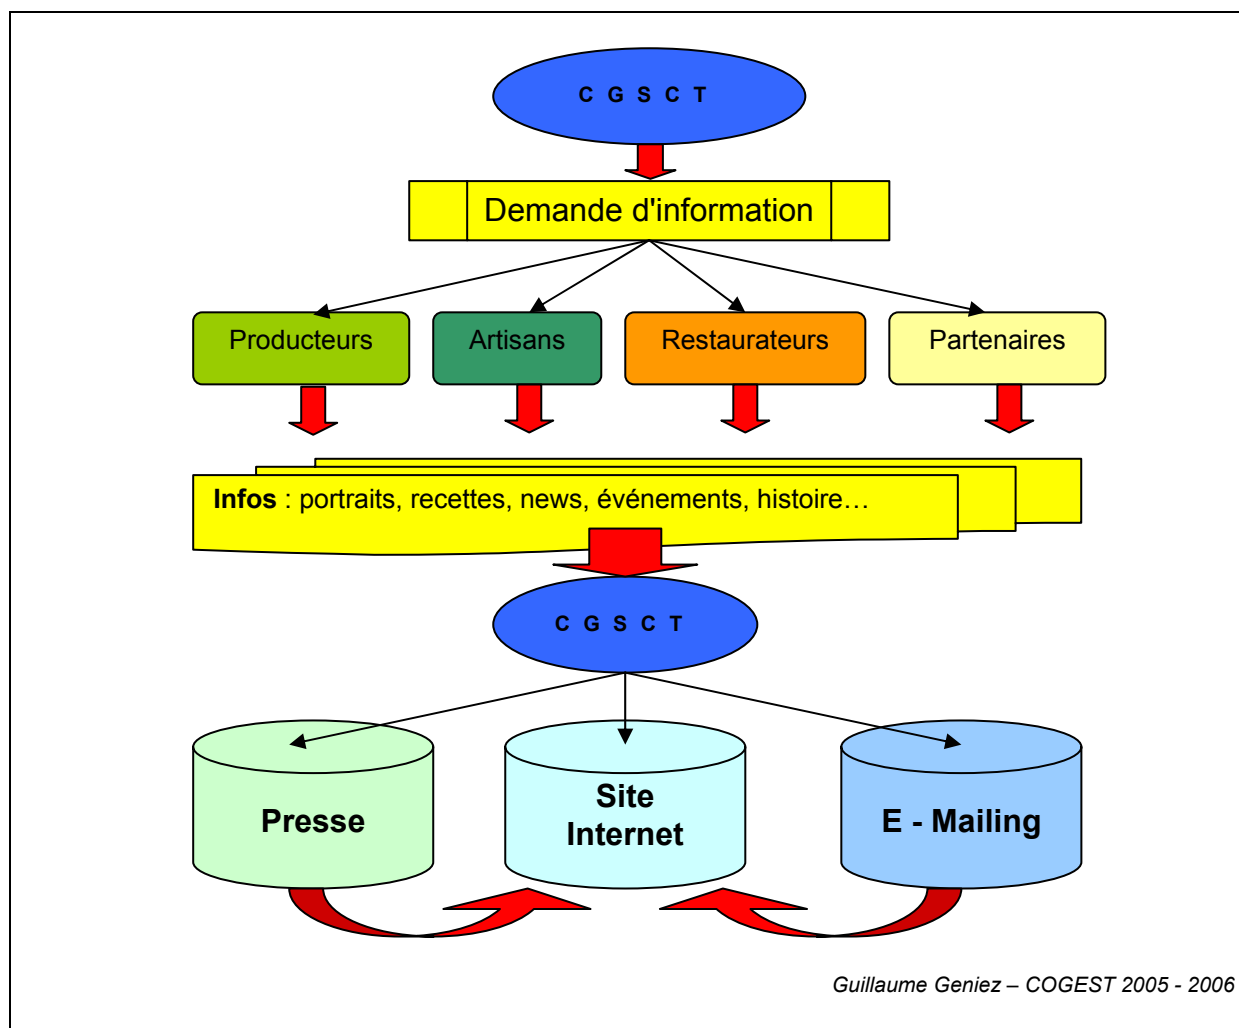 C G S C T
Demande d'information
Producteurs
Artisans
Restaurateurs
Partenaires
Infos : portraits, recettes, news, événements, histoire…
C G S C T
Presse
Site
Internet
E - Mailing
Guillaume Geniez – COGEST 2005 - 2006